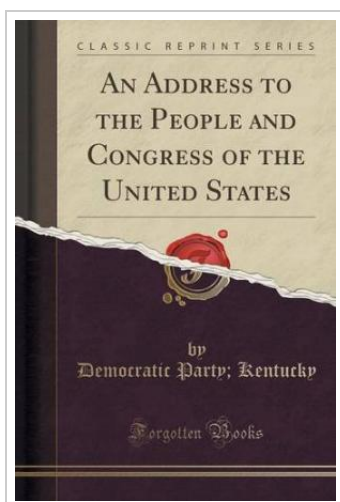 CLASSIC REPRINT SERIES
AN ADDRESS TO
THE PEOPLE AND
CONGRESS OF THE
UNITED STATES
by
Democratic Party; Kentucky
Forgotten Books